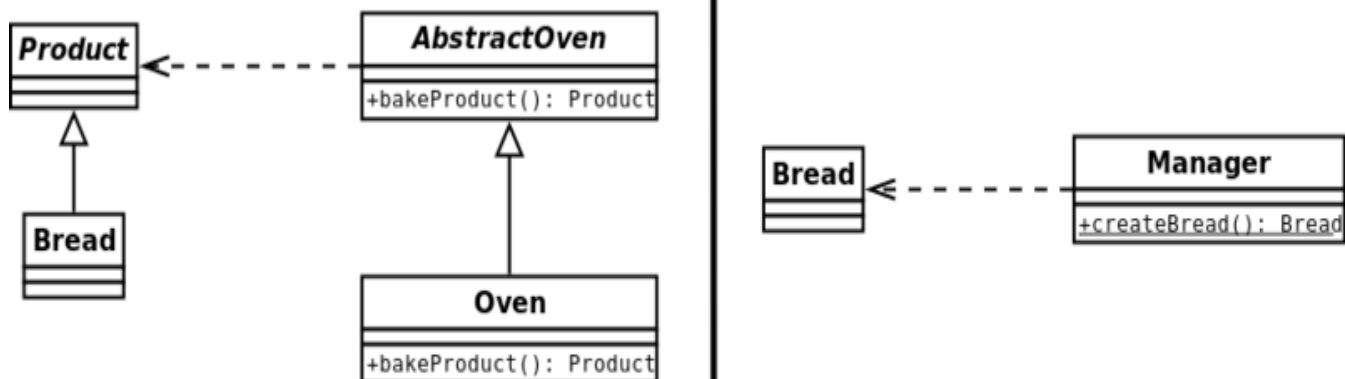 Product
AbstractOven
+bakeProduct(): Product
Bread
Oven
+bakeProduct(): Product
Bread
Manager
+createBread(): Bread